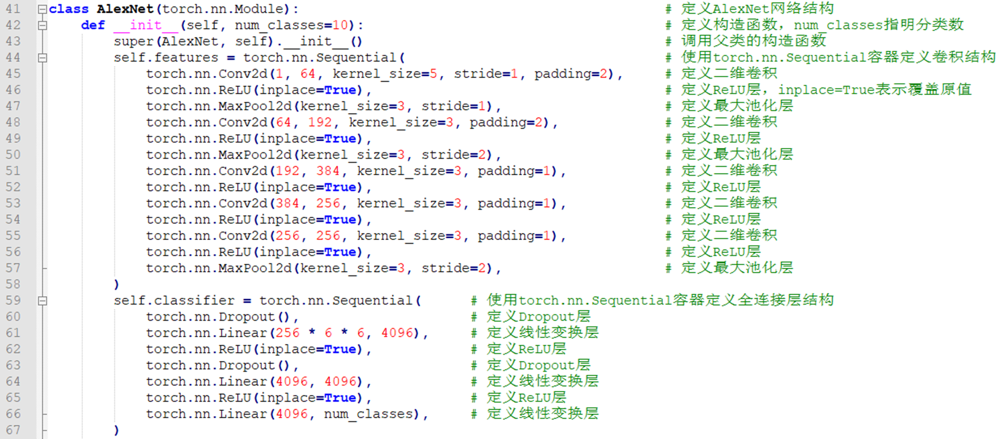 41 class AlexNet(torch.nn.Module): # 定义AlexNet网络结构
42 def __init__(self, num_classes=10): # 定义构造函数，num_classes指明分类数
43 super(AlexNet, self).__init__() # 调用父类的构造函数
44 self.features = torch.nn.Sequential( # 使用torch.nn.Sequential容器定义卷积结构
45 torch.nn.Conv2d(1, 64, kernel_size=5, stride=1, padding=2), # 定义二维卷积
46 torch.nn.ReLU(inplace=True), # 定义ReLU层，inplace=True表示覆盖原值
47 torch.nn.MaxPool2d(kernel_size=3, stride=1), # 定义最大池化层
48 torch.nn.Conv2d(64, 192, kernel_size=3, padding=2), # 定义二维卷积
49 torch.nn.ReLU(inplace=True), # 定义ReLU层
50 torch.nn.MaxPool2d(kernel_size=3, stride=2), # 定义最大池化层
51 torch.nn.Conv2d(192, 384, kernel_size=3, padding=1), # 定义二维卷积
52 torch.nn.ReLU(inplace=True), # 定义ReLU层
53 torch.nn.Conv2d(384, 256, kernel_size=3, padding=1), # 定义二维卷积
54 torch.nn.ReLU(inplace=True), # 定义ReLU层
55 torch.nn.Conv2d(256, 256, kernel_size=3, padding=1), # 定义二维卷积
56 torch.nn.ReLU(inplace=True), # 定义ReLU层
57 torch.nn.MaxPool2d(kernel_size=3, stride=2), # 定义最大池化层
58 )
59 self.classifier = torch.nn.Sequential( # 使用torch.nn.Sequential容器定义全连接层结构
60 torch.nn.Dropout(), # 定义Dropout层
61 torch.nn.Linear(256 * 6 * 6, 4096), # 定义线性变换层
62 torch.nn.ReLU(inplace=True), # 定义ReLU层
63 torch.nn.Dropout(), # 定义Dropout层
64 torch.nn.Linear(4096, 4096), # 定义线性变换层
65 torch.nn.ReLU(inplace=True), # 定义ReLU层
66 torch.nn.Linear(4096, num_classes), # 定义线性变换层
67 )